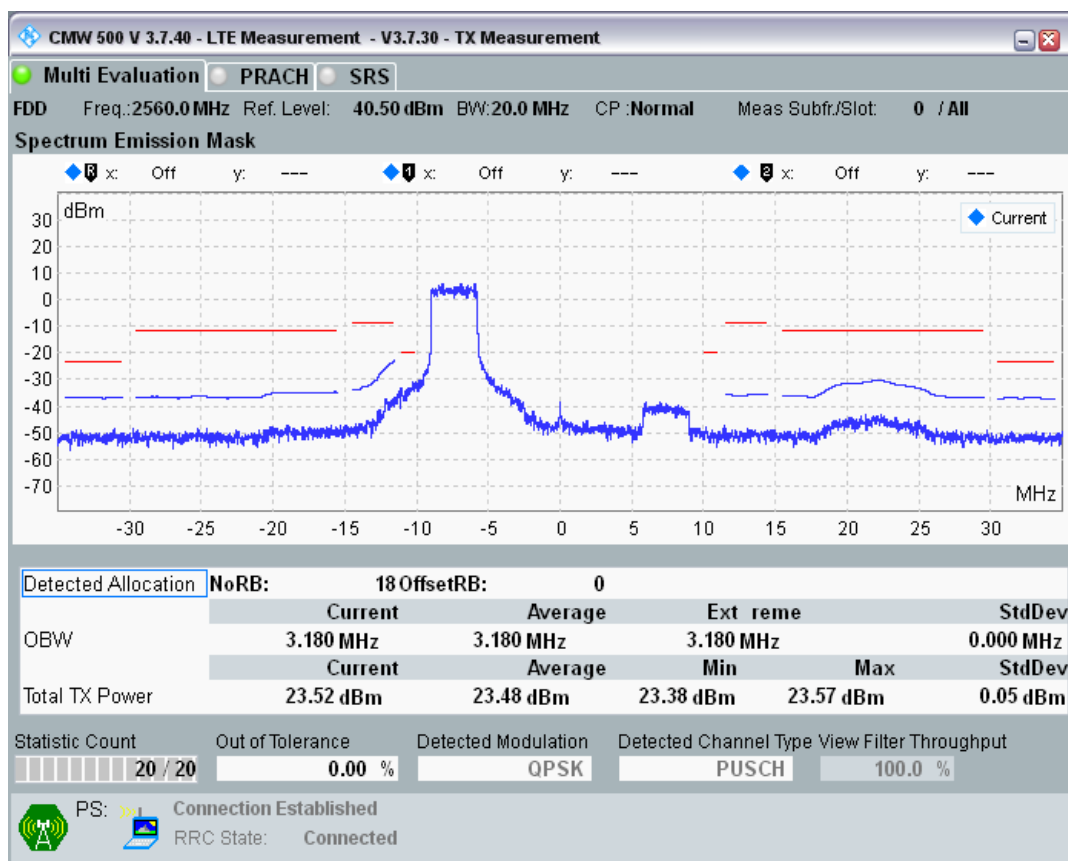 CMW 500 V 3.7.40 - LTE Measurement - V3.7.30 - TX Measurement
Multi Evaluation PRACH SRS
FDD Freg.:2560.0 MHz Ref. Level: 40.50 dBm BW:20.0 MHz CP :Normal Meas Subfr./Slot: 0 / All
Spectrum Emission Mask
R x: Off y: --- 1 x: Off y: --- 2 x: Off y: ---
dBm
Current
30
20
10
0
-10
-20
-30
-40
-50
-60
-70
MHz
-30 -25 -20 -15 -10 -5 0 5 10 15 20 25 30
Detected Allocation NoRB: 18 OffsetRB: 0
Current Average Ext reme StdDev
OBW 3.180 MHz 3.180 MHz 3.180 MHz 0.000 MHz
Current Average Min Max StdDev
Total TX Power 23.52 dBm 23.48 dBm 23.38 dBm 23.57 dBm 0.05 dBm
Statistic Count Out of Tolerance Detected Modulation Detected Channel Type View Filter Throughput
20 / 20 0.00 % QPSK PUSCH 100.0 %
PS: Connection Established
RRC State: Connected